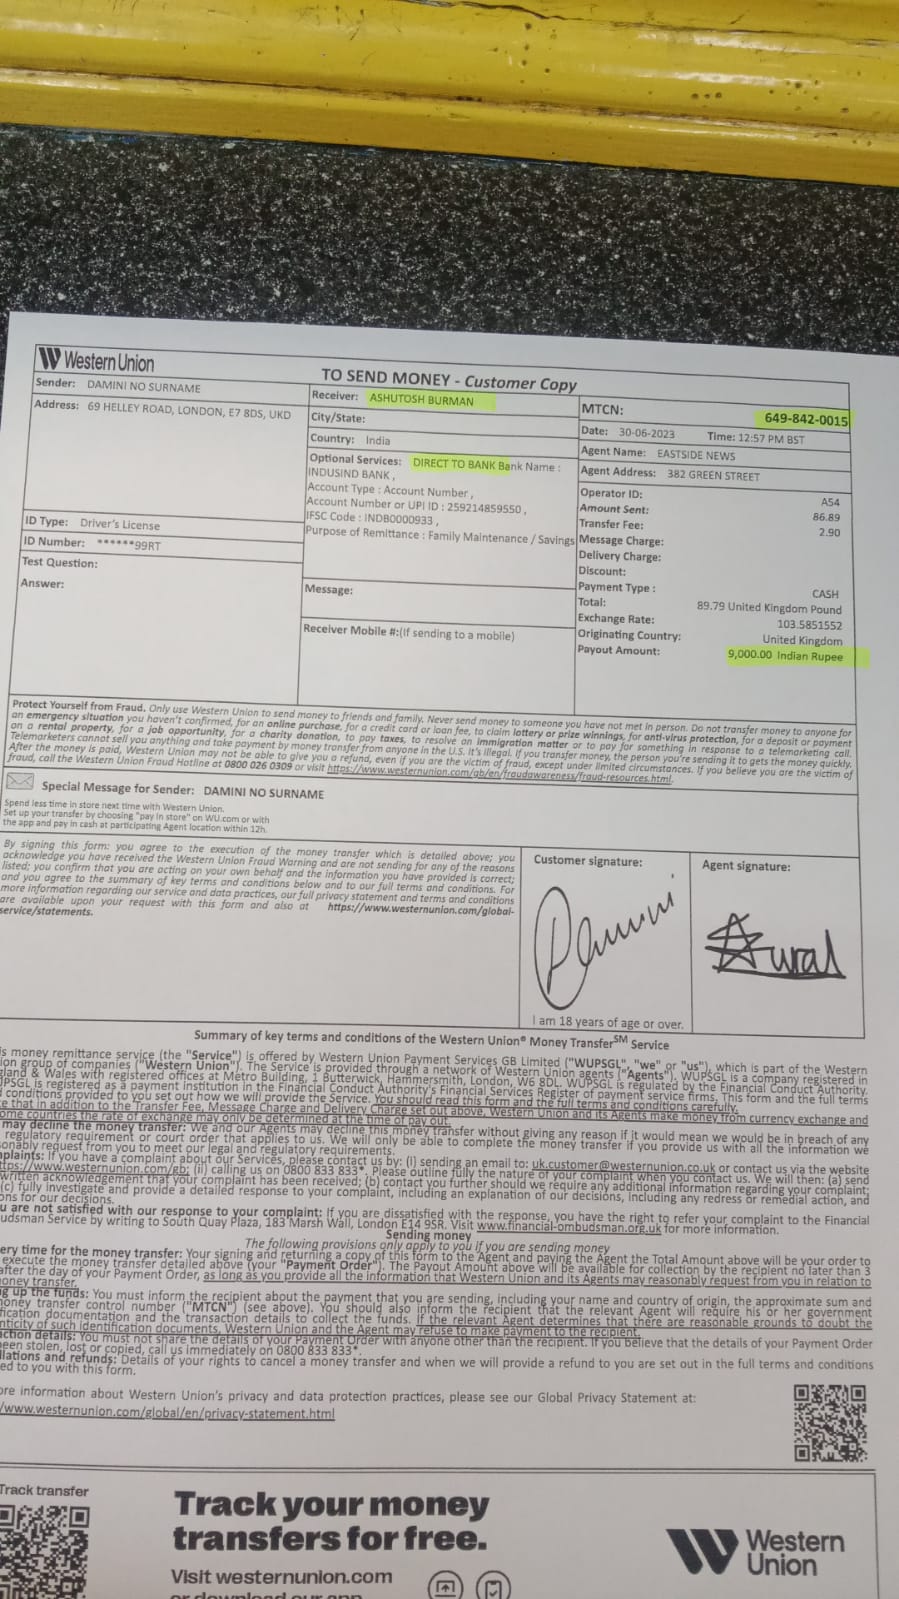 Western Union
TO SEND MONEY - Customer Copy
Sender: DAMINI NO SURNAME
Address: 69 HELLEY ROAD, LONDON, E7 8DS, UKD
ID Type: Driver's License
ID Number: ******99RT
Test Question:
Answer:
Receiver: ASHUTOSH BURMAN
City/State:
Country: India
Optional Services: DIRECT TO BANK Bank Name :
INDUSIND BANK ,
Account Type : Account Number ,
Account Number or UPI ID : 259214859550 ,
IFSC Code : INDB0000933 ,
Purpose of Remittance : Family Maintenance / Savings
Message:
Receiver Mobile #:(If sending to a mobile)
MTCN: 649-842-0015
Date: 30-06-2023 Time: 12:57 PM BST
Agent Name: EASTSIDE NEWS
Agent Address: 382 GREEN STREET
Operator ID: A54
Amount Sent: 86.89
Transfer Fee: 2.90
Message Charge:
Delivery Charge:
Discount:
Payment Type : CASH
Total: 89.79 United Kingdom Pound
Exchange Rate: 103.5851552
Originating Country: United Kingdom
Payout Amount: 9,000.00 Indian Rupee
Protect Yourself from Fraud. Only use Western Union to send money to friends and family. Never send money to someone you have not met in person. Do not transfer money to anyone for
an emergency situation you haven't confirmed, for an online purchase, for a credit card or loan fee, to claim lottery or prize winnings, for anti-virus protection, for a deposit or payment
on a rental property, for a job opportunity, for a charity donation, to pay taxes, to resolve an immigration matter or to pay for something in response to a telemarketing call.
Telemarketers cannot sell you anything and take payment by money transfer from anyone in the U.S. It's illegal. If you transfer money, the person you're sending it to gets the money quickly.
After the money is paid, Western Union may not be able to give you a refund, even if you are the victim of fraud, except under limited circumstances. If you believe you are the victim of
fraud, call the Western Union Fraud Hotline at 0800 026 0309 or visit https://www.westernunion.com/gb/en/fraudawareness/fraud-resources.html.
Special Message for Sender: DAMINI NO SURNAME
Spend less time in store next time with Western Union.
Set up your transfer by choosing "pay in store" on WU.com or with
the app and pay in cash at participating Agent location within 12h.
By signing this form: you agree to the execution of the money transfer which is detailed above; you
acknowledge you have received the Western Union Fraud Warning and are not sending for any of the reasons
listed; you confirm that you are acting on your own behalf and the information you have provided is correct;
and you agree to the summary of key terms and conditions below and to our full terms and conditions. For
more information regarding our service and data practices, our full privacy statement and terms and conditions
are available upon your request with this form and also at https://www.westernunion.com/global-
service/statements.
Customer signature:
Damini
I am 18 years of age or over.
Agent signature:
Summary of key terms and conditions of the Western Union® Money Transfer SM Service
is money remittance service (the "Service") is offered by Western Union Payment Services GB Limited ("WUPSGL", "we" or "us"), which is part of the Western
ion group of companies ("Western Union"). The Service is provided through a network of Western Union agents ("Agents"). WUPSGL is a company registered in
gland & Wales with registered offices at Metro Building, 1 Butterwick, Hammersmith, London, W6 8DL. WUPSGL is regulated by the Financial Conduct Authority.
UPSGL is registered as a payment institution in the Financial Conduct Authority's Financial Services Register of payment service firms. This form and the full terms
d conditions provided to you set out how we will provide the Service. You should read this form and the full terms and conditions carefully.
te that in addition to the Transfer Fee, Message Charge and Delivery Charge set out above, Western Union and its Agents make money from currency exchange and
some countries the rate of exchange may only be determined at the time of pay out.
may decline the money transfer: We and our Agents may decline this money transfer without giving any reason if it would mean we would be in breach of any
regulatory requirement or court order that applies to us. We will only be able to complete the money transfer if you provide us with all the information we
sonably request from you to meet our legal and regulatory requirements.
mplaints: If you have a complaint about our Services, please contact us by: (i) sending an email to: uk.customer@westernunion.co.uk or contact us via the website
ttps://www.westernunion.com/gb; (ii) calling us on 0800 833 833*. Please outline fully the nature of your complaint when you contact us. We will then: (a) send
written acknowledgement that your complaint has been received; (b) contact you further should we require any additional information regarding your complaint;
(c) fully investigate and provide a detailed response to your complaint, including an explanation of our decisions, including any redress or remedial action, and
ons for our decisions.
u are not satisfied with our response to your complaint: If you are dissatisfied with the response, you have the right to refer your complaint to the Financial
udsman Service by writing to South Quay Plaza, 183 Marsh Wall, London E14 9SR. Visit www.financial-ombudsman.org.uk for more information.
Sending money
The following provisions only apply to you if you are sending money
ery time for the money transfer: Your signing and returning a copy of this form to the Agent and paying the Agent the Total Amount above will be your order to
execute the money transfer detailed above (your "Payment Order"). The Payout Amount above will be available for collection by the recipient no later than 3
after the day of your Payment Order, as long as you provide all the information that Western Union and its Agents may reasonably request from you in relation to
oney transfer.
g up the funds: You must inform the recipient about the payment that you are sending, including your name and country of origin, the approximate sum and
oney transfer control number ("MTCN") (see above). You should also inform the recipient that the relevant Agent will require his or her government
fication documentation and the transaction details to collect the funds. If the relevant Agent determines that there are reasonable grounds to doubt the
nticity of such identification documents, Western Union and the Agent may refuse to make payment to the recipient.
action details: You must not share the details of your Payment Order with anyone other than the recipient. If you believe that the details of your Payment Order
been stolen, lost or copied, call us immediately on 0800 833 833*.
llations and refunds: Details of your rights to cancel a money transfer and when we will provide a refund to you are set out in the full terms and conditions
ed to you with this form.
ore information about Western Union's privacy and data protection practices, please see our Global Privacy Statement at:
/www.westernunion.com/global/en/privacy-statement.html
Track transfer
Track your money
transfers for free.
Visit westernunion.com
or download our app
Western
Union